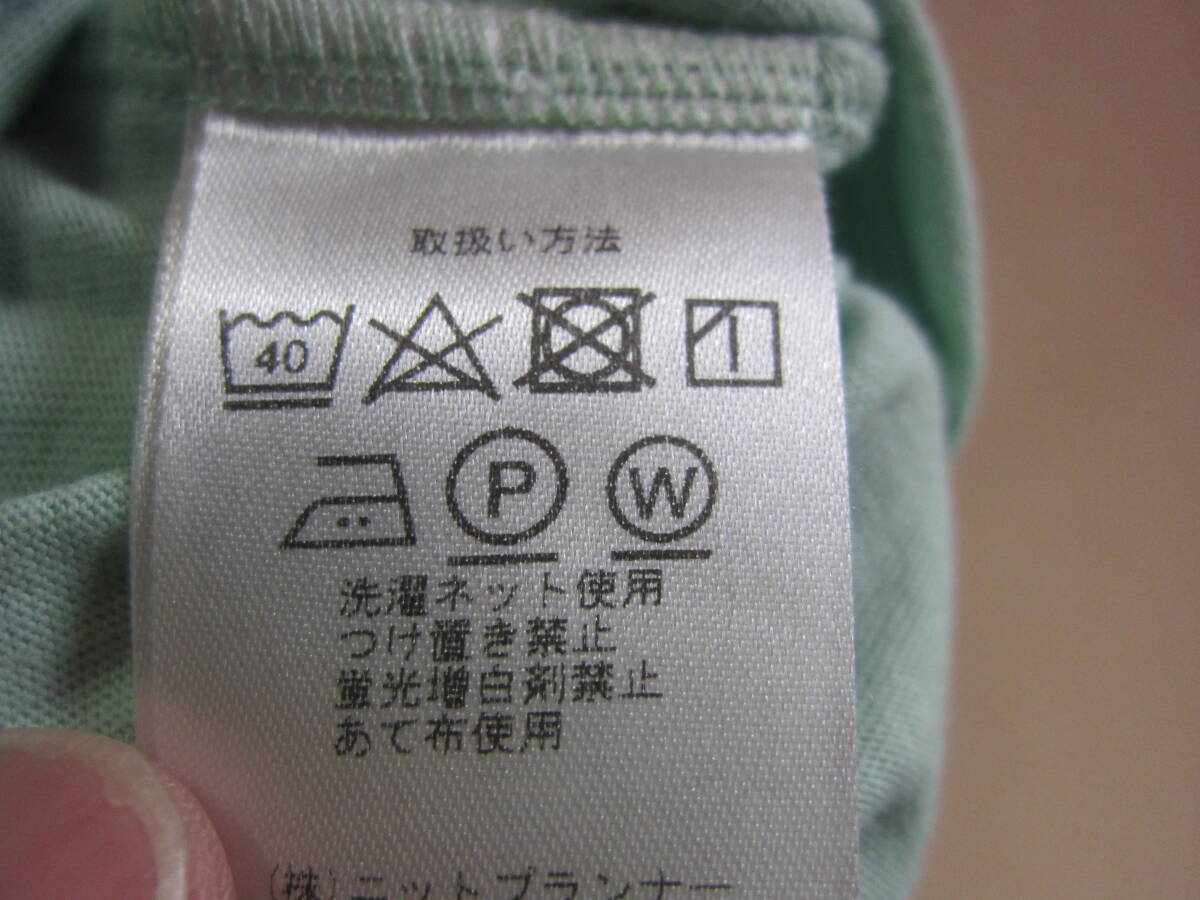 取扱い方法
40
P W
洗濯ネット使用
つけ置き禁止
蛍光増白剤禁止
あて布使用
(株)ニットプランナー